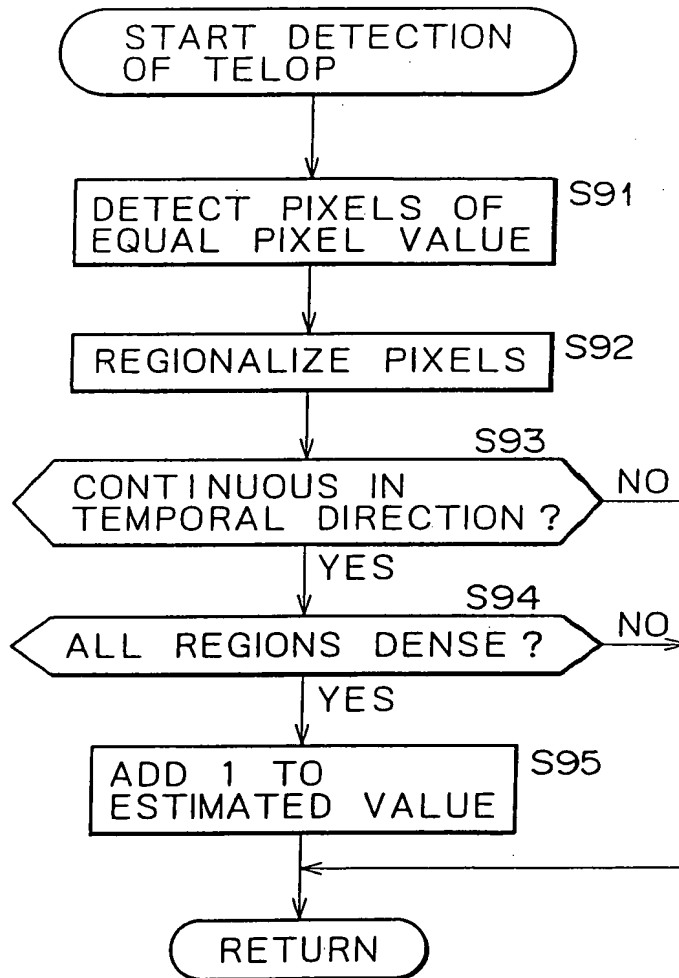 START DETECTION
OF TELOP
DETECT PIXELS OF
EQUAL PIXEL VALUE
S91
REGIONALIZE PIXELS
S92
S93
CONTINUOUS IN
TEMPORAL DIRECTION?
NO
YES
S94
ALL REGIONS DENSE?
NO
YES
ADD 1 TO
ESTIMATED VALUE
S95
RETURN